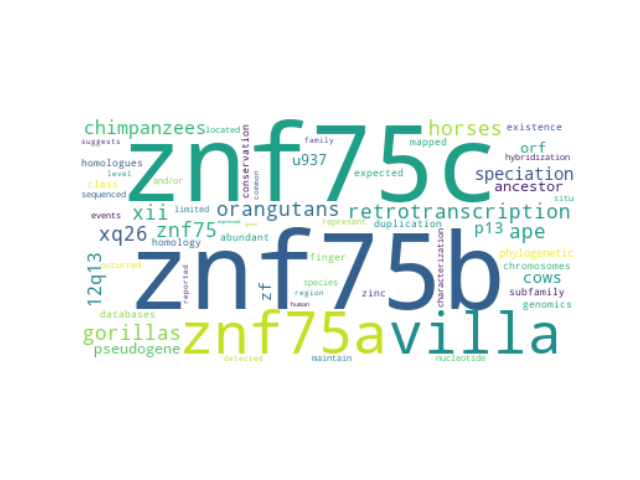 znf75c
chimpanzees
located
horses
existence
suggests
family
mapped
orf
hybridization
homologues
conservation
u937
expected
speciation
level
class
and/or
common
ancestor
sequenced
situ
events
xii
limited
orangutans
retrotranscription
xq26
znf75
expressed
genes
represent
duplication
p13
ape
homology
abundant
znf75b
12q13
occurred
reported
zf
finger
species
region
zinc
human
characterization
phylogenetic
chromosomes
cows
subfamily
genomics
databases
gorillas
pseudogene
znf75a
villa
detected
maintain
nucleotide